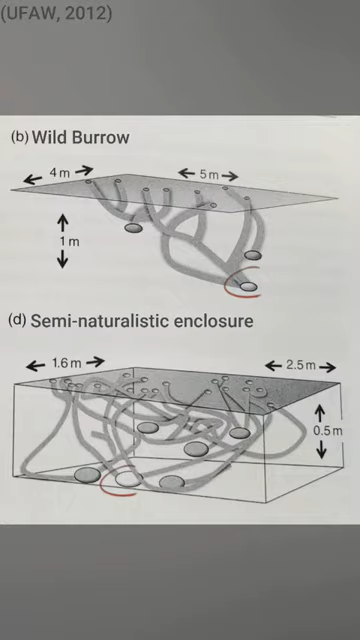 (UFAW, 2012)
(b) Wild Burrow
4 m
5 m
1 m
(d) Semi-naturalistic enclosure
1.6 m
2.5 m
0.5 m